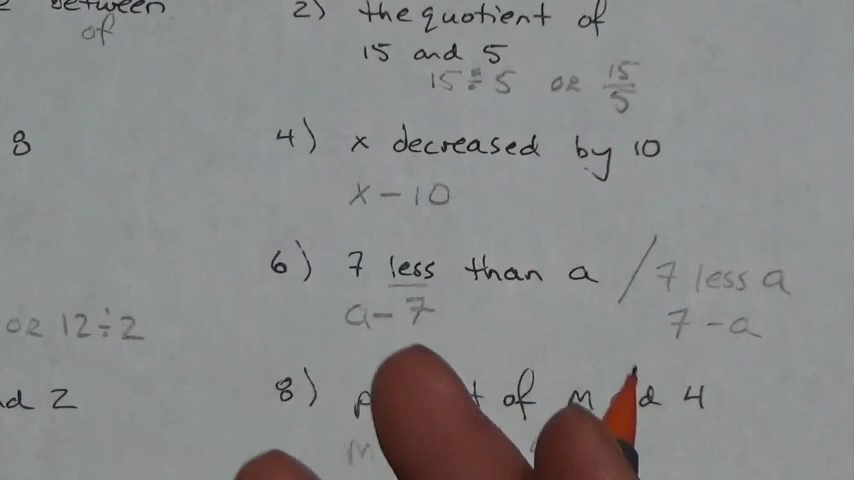 between
of
2) the quotient of
15 and 5
15 ÷ 5 OR 15/5
8
4) x decreased by 10
x - 10
6) 7 less than a / 7 less a
a - 7 7 - a
OR 12 ÷ 2
2
8) of m 4
m